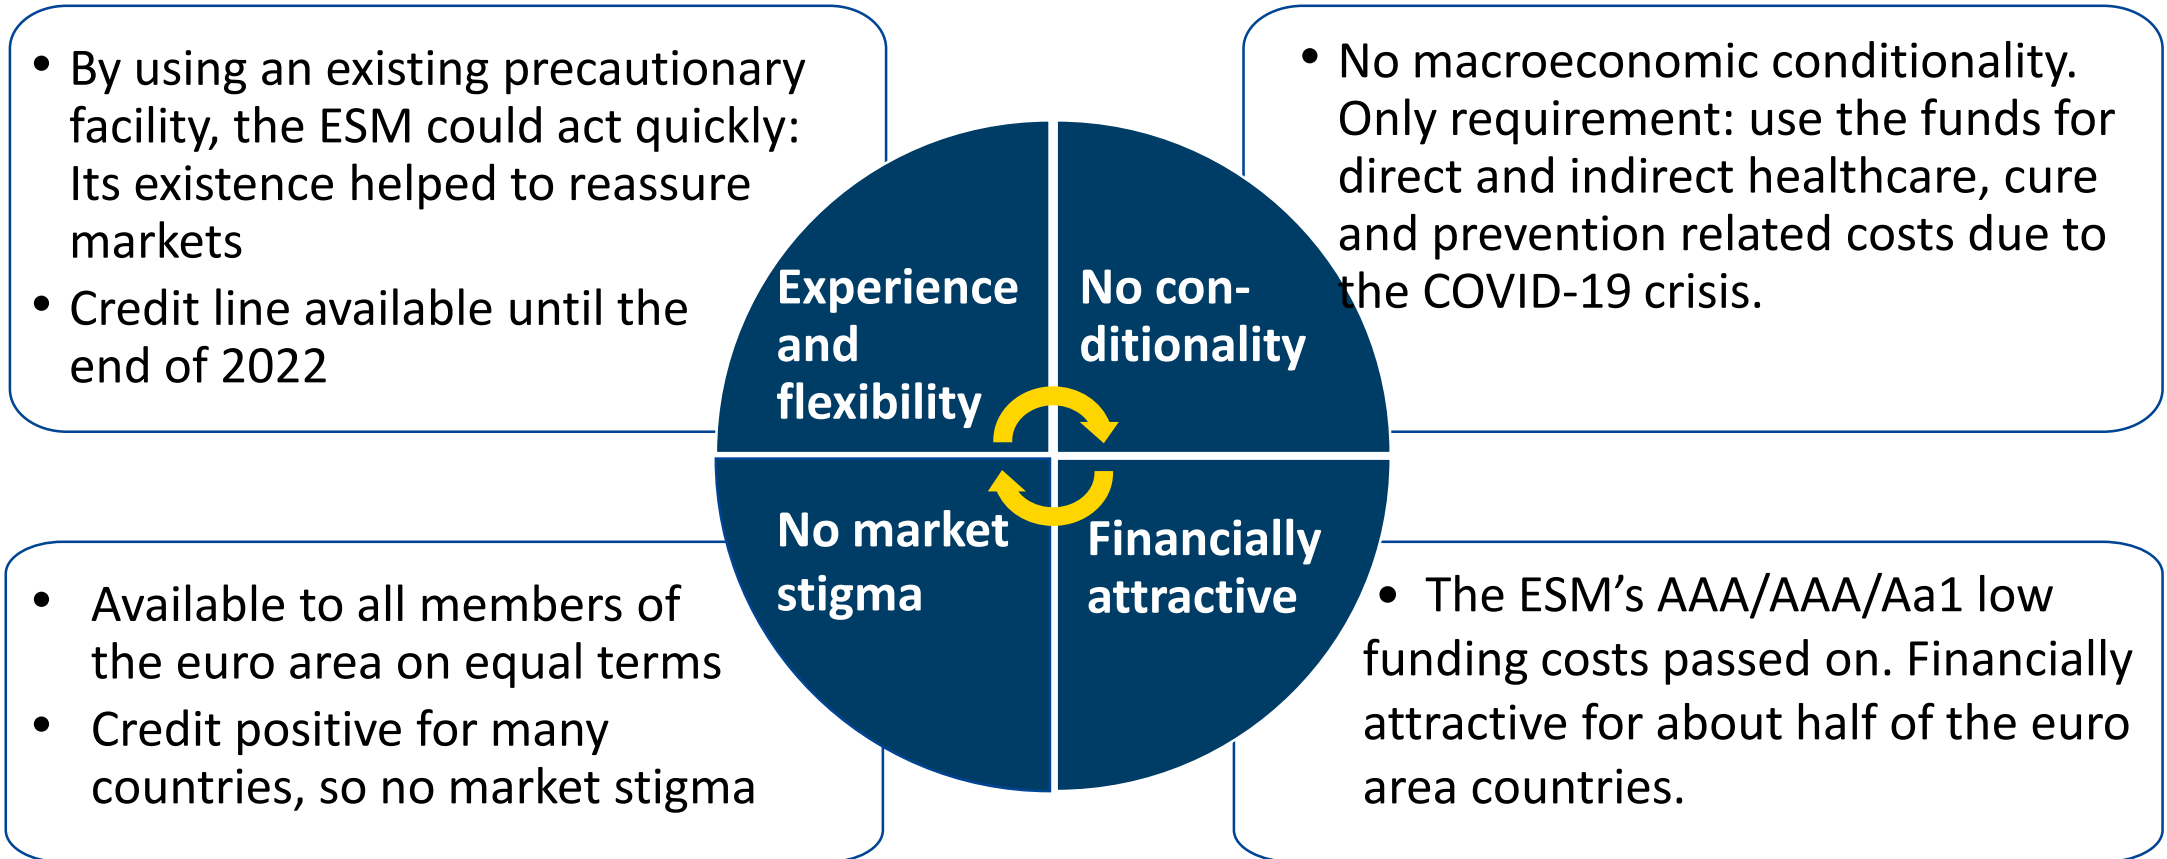 • By using an existing precautionary
facility, the ESM could act quickly:
Its existence helped to reassure
markets
• Credit line available until the
end of 2022
• No macroeconomic conditionality.
Only requirement: use the funds for
direct and indirect healthcare, cure
and prevention related costs due to
the COVID-19 crisis.
Experience
and
flexibility
No con-
ditionality
No market
stigma
Financially
attractive
• Available to all members of
the euro area on equal terms
• Credit positive for many
countries, so no market stigma
• The ESM’s AAA/AAA/Aa1 low
funding costs passed on. Financially
attractive for about half of the euro
area countries.